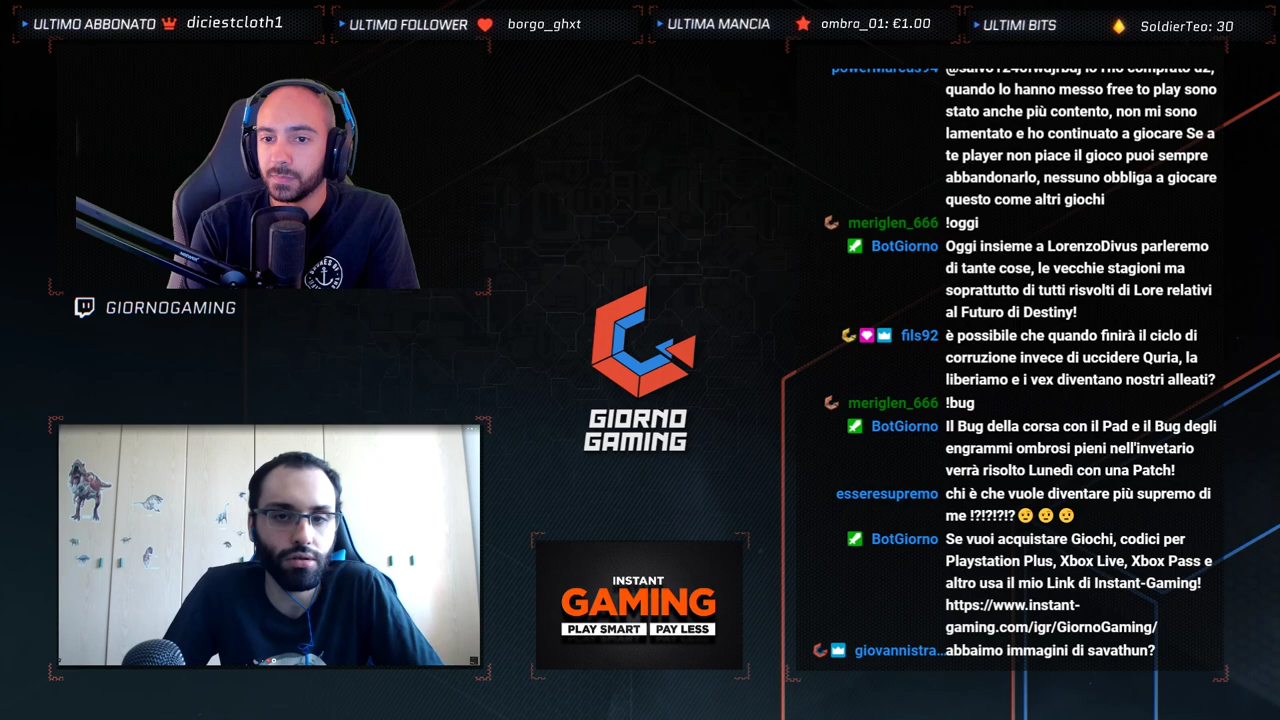 ULTIMO ABBONATO diciestcloth1
ULTIMO FOLLOWER borgo_ghxt
ULTIMA MANCIA ombra_01: €1.00
ULTIMI BITS SoldierTea: 30
GIORNOGAMING
GIORNO
GAMING
INSTANT
GAMING
PLAY SMART PAY LESS
quando lo hanno messo free to play sono
stato anche più contento, non mi sono
lamentato e ho continuato a giocare Se a
te player non piace il gioco puoi sempre
abbandonarlo, nessuno obbliga a giocare
questo come altri giochi
meriglen_666 !oggi
BotGiorno Oggi insieme a LorenzoDivus parleremo
di tante cose, le vecchie stagioni ma
soprattutto di tutti risvolti di Lore relativi
al Futuro di Destiny!
fils92 è possibile che quando finirà il ciclo di
corruzione invece di uccidere Quria, la
liberiamo e i vex diventano nostri alleati?
meriglen_666 !bug
BotGiorno Il Bug della corsa con il Pad e il Bug degli
engrammi ombrosi pieni nell'invetario
verrà risolto Lunedì con una Patch!
esseresupremo chi è che vuole diventare più supremo di
me !?!?!?!?
BotGiorno Se vuoi acquistare Giochi, codici per
Playstation Plus, Xbox Live, Xbox Pass e
altro usa il mio Link di Instant-Gaming!
https://www.instant-
gaming.com/igr/GiornoGaming/
giovannistra... abbaimo immagini di savathun?